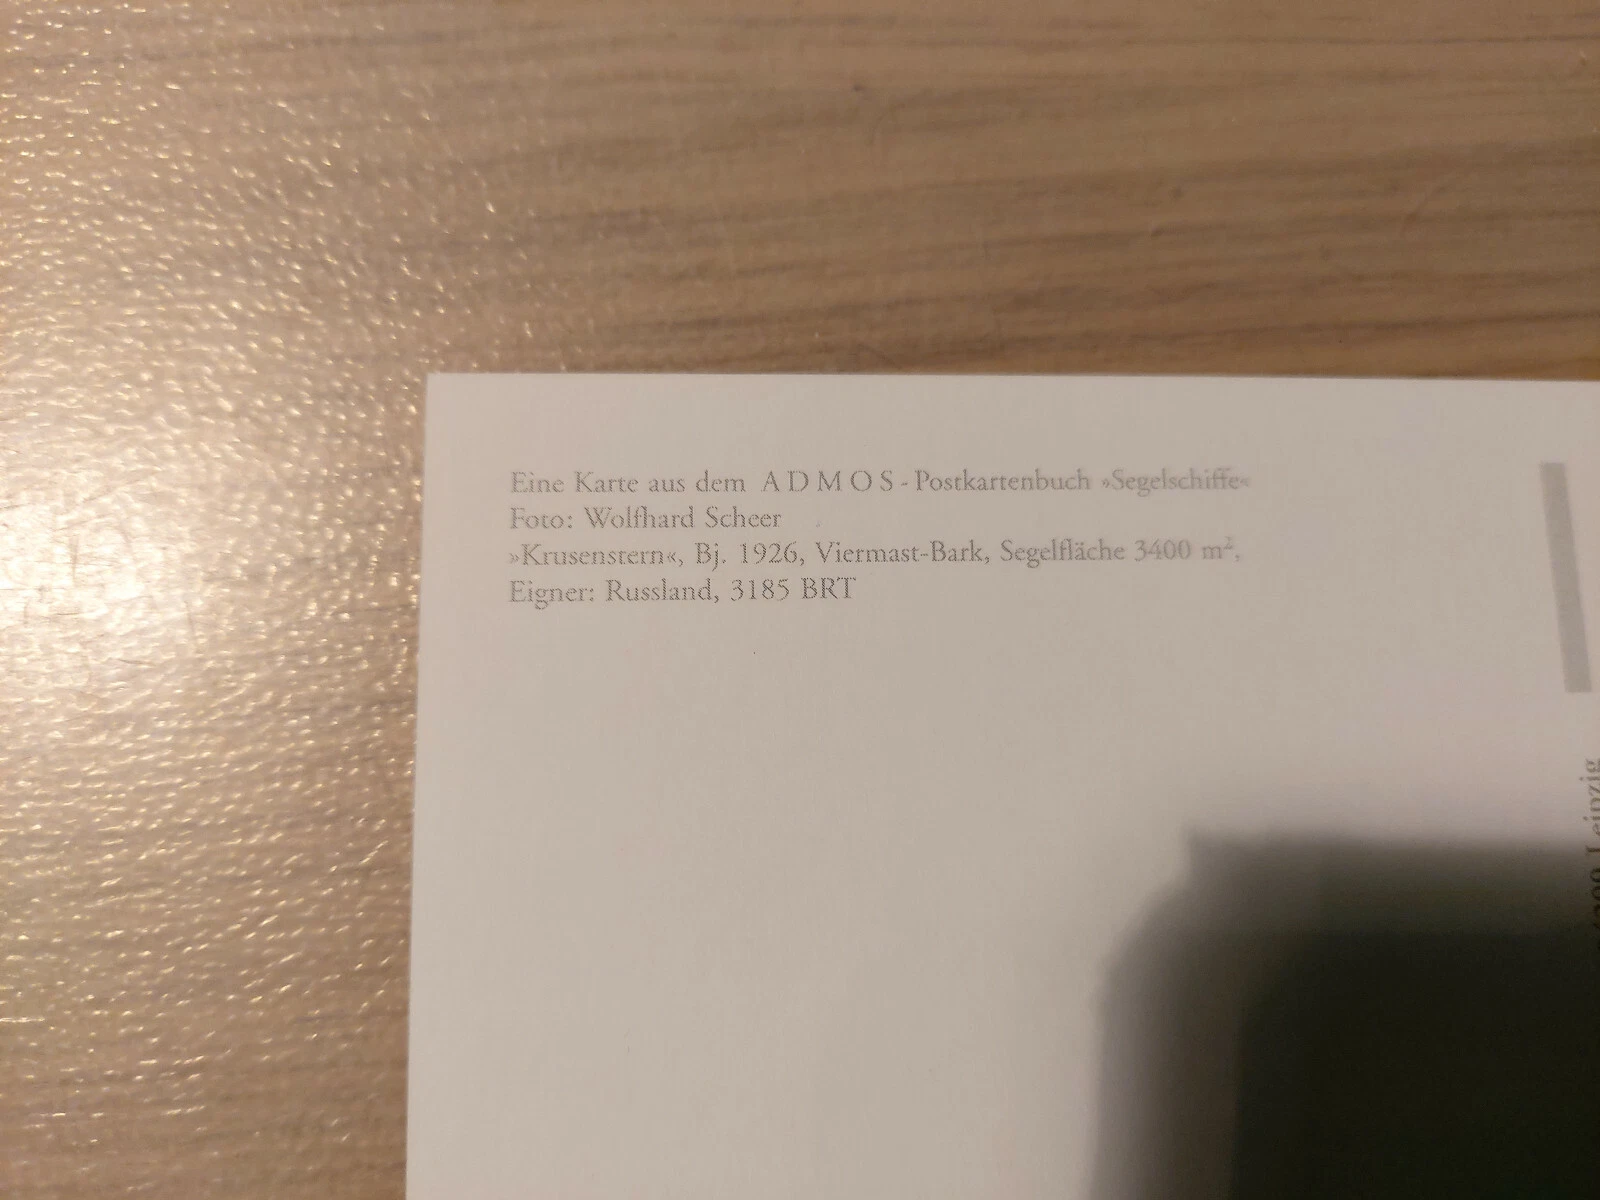 Eine Karte aus dem ADMOS-Postkartenbuch »Segelschiffe«
Foto: Wolfhard Scheer
»Krusenstern«, Bj. 1926, Viermast-Bark, Segelfläche 3400 m²,
Eigner: Russland, 3185 BRT
Leipzig